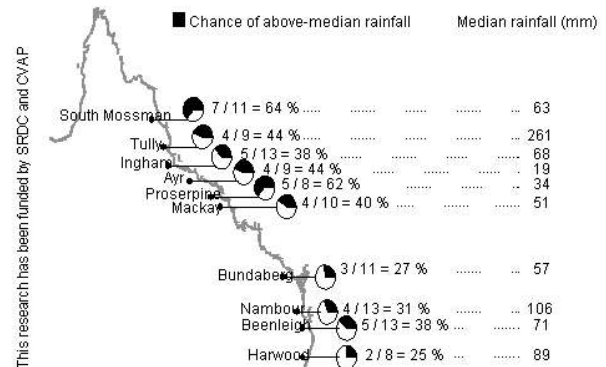 Chance of above-median rainfall Median rainfall (mm)
South Mossman 7 / 11 = 64 % ..... ...... ...... ... 63
Tully 4 / 9 = 44 % ..... ...... ...... ... 261
Ingham 5 / 13 = 38 % ...... ...... ... 68
Ayr 4 / 9 = 44 % ...... ...... ... 19
Proserpine 5 / 8 = 62 % ...... ...... ... 34
Mackay 4 / 10 = 40 % ...... ...... ... 51
Bundaberg 3 / 11 = 27 % ...... ... 57
Nambour 4 / 13 = 31 % ...... ... 106
Beenleigh 5 / 13 = 38 % ... ...... ... 71
Harwood 2 / 8 = 25 % ... ...... ... 89
This research has been funded by SRDC and CVAP